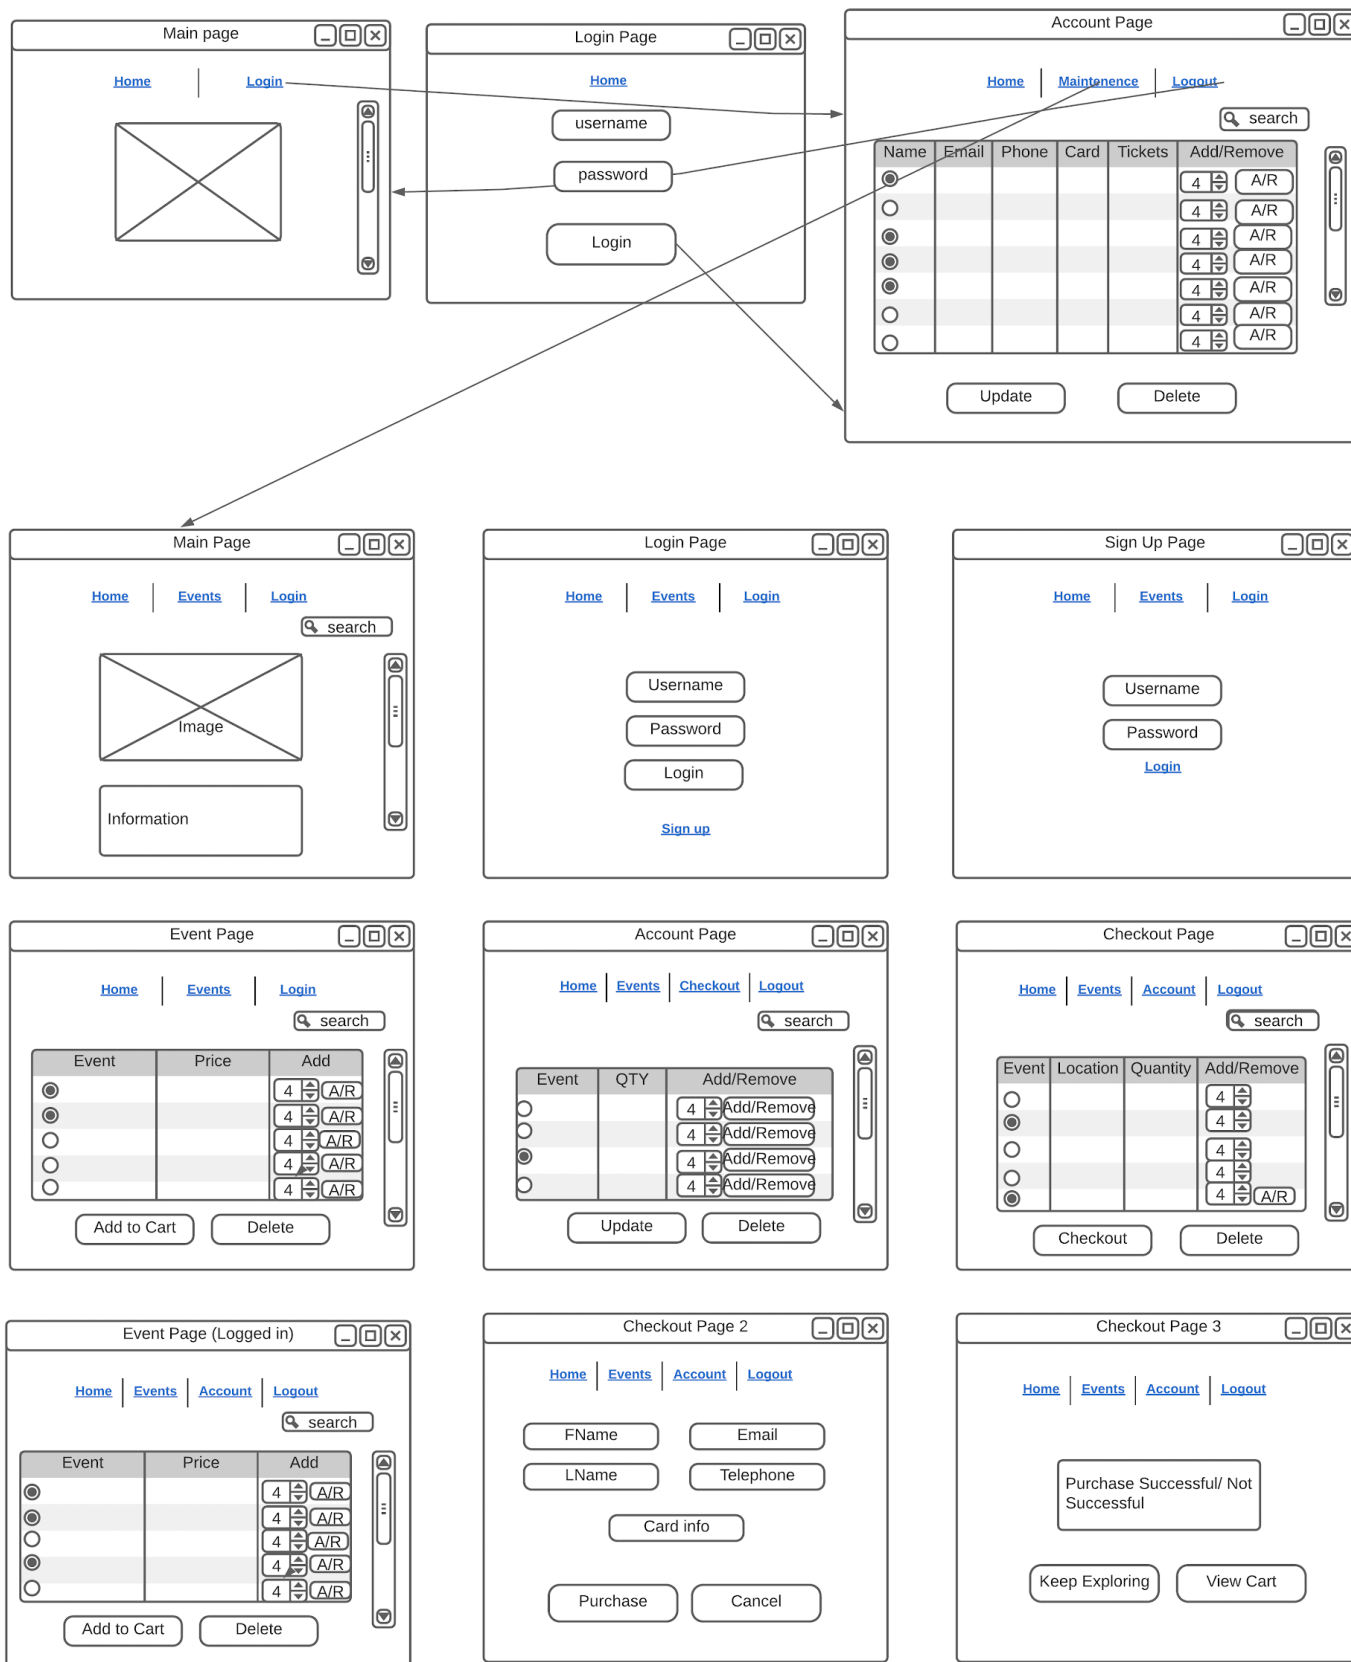 Main page
Home
Login
Login Page
Home
username
password
Login
Account Page
Home
Maintenence
Logout
search
Name Email Phone Card Tickets Add/Remove
4 A/R
4 A/R
4 A/R
4 A/R
4 A/R
4 A/R
4 A/R
Update
Delete
Main Page
Home
Events
Login
search
Image
Information
Login Page
Home
Events
Login
Username
Password
Login
Sign up
Sign Up Page
Home
Events
Login
Username
Password
Login
Event Page
Home
Events
Login
search
Event Price Add
4 A/R
4 A/R
4 A/R
4 A/R
4 A/R
Add to Cart
Delete
Account Page
Home
Events
Checkout
Logout
search
Event QTY Add/Remove
4 Add/Remove
4 Add/Remove
4 Add/Remove
4 Add/Remove
Update
Delete
Checkout Page
Home
Events
Account
Logout
search
Event Location Quantity Add/Remove
4
4
4
4
4 A/R
Checkout
Delete
Event Page (Logged in)
Home
Events
Account
Logout
search
Event Price Add
4 A/R
4 A/R
4 A/R
4 A/R
4 A/R
Add to Cart
Delete
Checkout Page 2
Home
Events
Account
Logout
FName
Email
LName
Telephone
Card info
Purchase
Cancel
Checkout Page 3
Home
Events
Account
Logout
Purchase Successful/ Not
Successful
Keep Exploring
View Cart